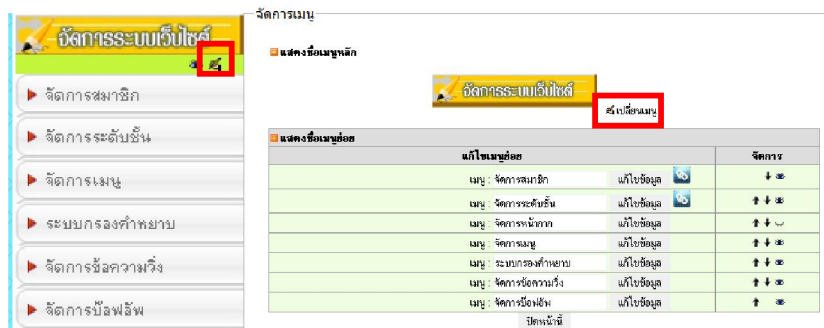 จัดการระบบเว็บไซต์
จัดการสมาชิก
จัดการระดับชั้น
จัดการเมนู
ระบบกรองคำหยาบ
จัดการข้อความวิ่ง
จัดการป๊อฟอัพ
จัดการเมนู
แสดงชื่อเมนูหลัก
จัดการระบบเว็บไซต์
เปลี่ยนเมนู
แสดงชื่อเมนูย่อย
แก้ไขเมนูย่อย จัดการ
เมนู : จัดการสมาชิก แก้ไขข้อมูล
เมนู : จัดการระดับชั้น แก้ไขข้อมูล
เมนู : จัดการหน้ากาก แก้ไขข้อมูล
เมนู : จัดการเมนู แก้ไขข้อมูล
เมนู : ระบบกรองคำหยาบ แก้ไขข้อมูล
เมนู : จัดการข้อความวิ่ง แก้ไขข้อมูล
เมนู : จัดการป๊อฟอัพ แก้ไขข้อมูล
ปิดหน้านี้